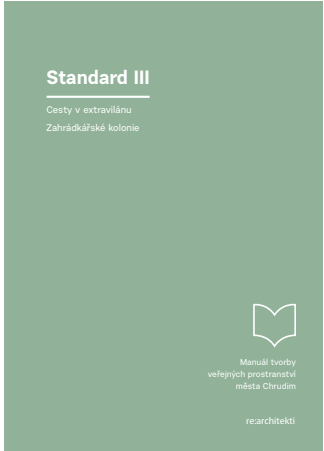 Standard III
Cesty v extravilánu
Zahrádkářské kolonie
Manuál tvorby
veřejných prostranství
města Chrudim
re:architekti